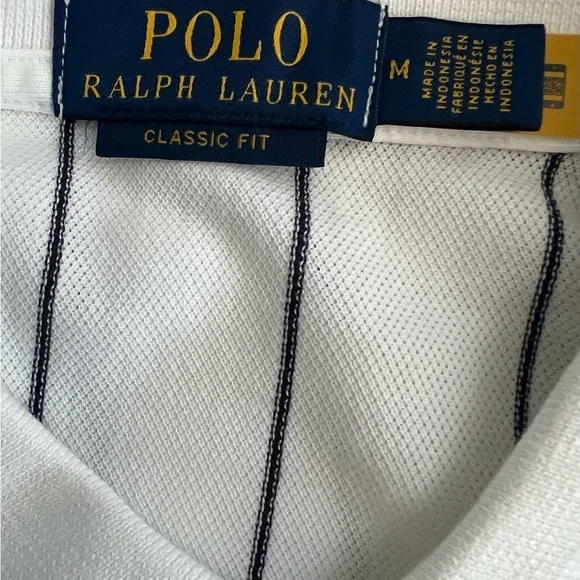 POLO
RALPH LAUREN
CLASSIC FIT
M
MADE IN
INDONESIA
FABRIQUÉ EN
INDONÉSIE
HECHO EN
INDONESIA